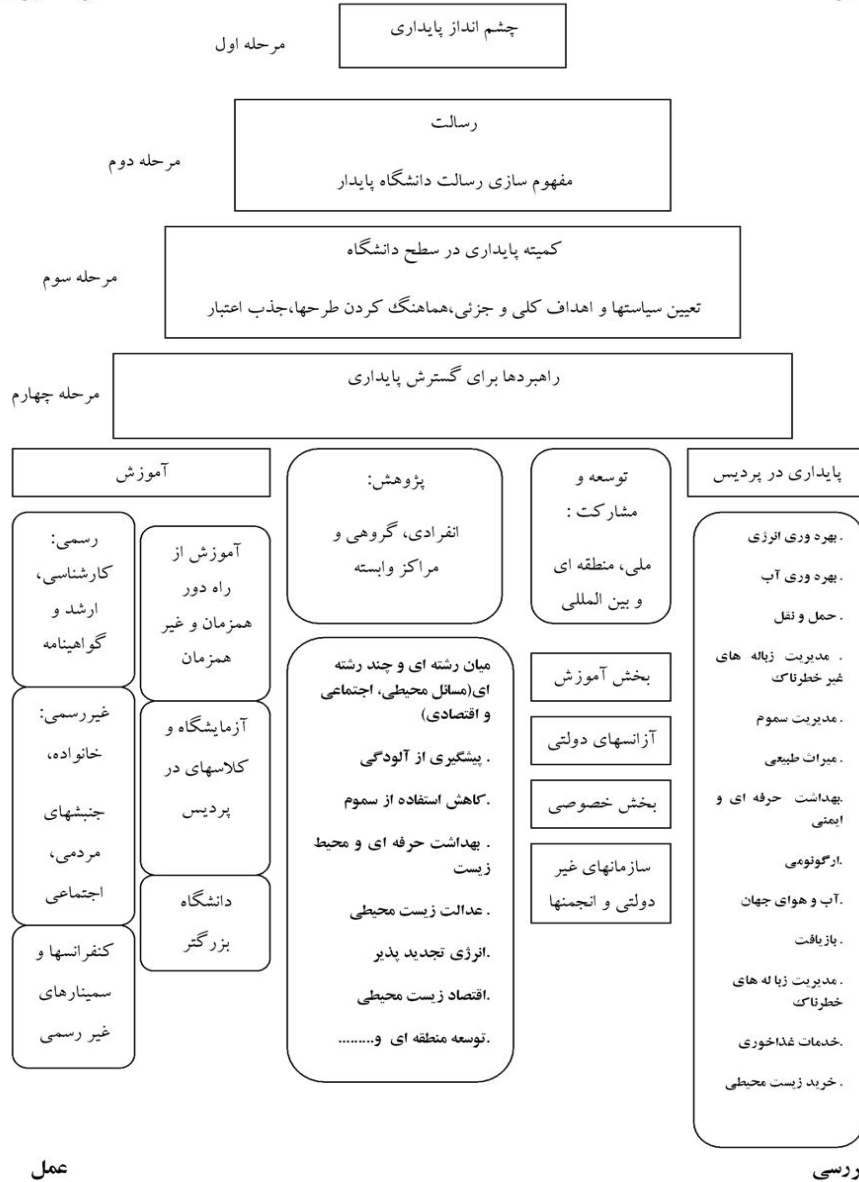 چشم انداز پایداری
مرحله اول
رسالت
مفهوم سازی رسالت دانشگاه پایدار
مرحله دوم
کمیته پایداری در سطح دانشگاه
تعیین سیاستها و اهداف کلی و جزئی،هماهنگ کردن طرحها،جذب اعتبار
مرحله سوم
راهبردها برای گسترش پایداری
مرحله چهارم
پایداری در پردیس
.بهره وری انرژی
.بهره وری آب
.حمل و نقل
. مدیریت زباله های
غیر خطرناک
.مدیریت سموم
.میراث طبیعی
.بهداشت حرفه ای و
ایمنی
.ارگونومی
.آب و هوای جهان
.بازیافت
.مدیریت زبا له های
خطرناک
.خدمات غذاخوری
.خرید زیست محیطی
توسعه و
مشارکت :
ملی، منطقه ای
و بین المللی
بخش آموزش
آژانسهای دولتی
بخش خصوصی
سازمانهای غیر
دولتی و انجمنها
پژوهش:
انفرادی، گروهی و
مراکز وابسته
میان رشته ای و چند رشته
ای(مسائل محیطی، اجتماعی
و اقتصادی)
. پیشگیری از آلودگی
.کاهش استفاده از سموم
. بهداشت حرفه ای و محیط
زیست
. عدالت زیست محیطی
.انرژی تجدید پذیر
.اقتصاد زیست محیطی
.توسعه منطقه ای و.........
آموزش
آموزش از
راه دور
همزمان و غیر
همزمان
آزمایشگاه و
کلاسهای در
پردیس
دانشگاه
بزرگتر
رسمی:
کارشناسی،
ارشد و
گواهینامه
غیررسمی:
خانواده،
جنبشهای
مردمی،
اجتماعی
کنفرانسها و
سمینارهای
غیر رسمی
ررسی
عمل